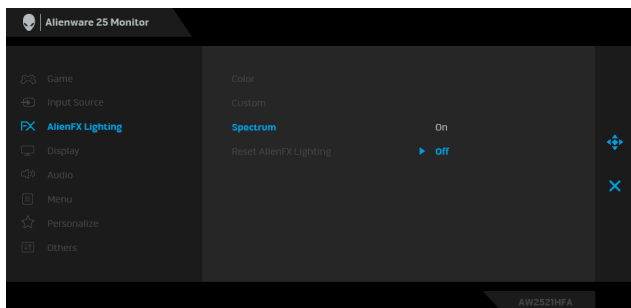 Alienware 25 Monitor
Game
Input Source
AlienFX Lighting
Display
Audio
Menu
Personalize
Others
Color
Custom
Spectrum
Reset AlienFX Lighting
On
Off
AW2521HFA